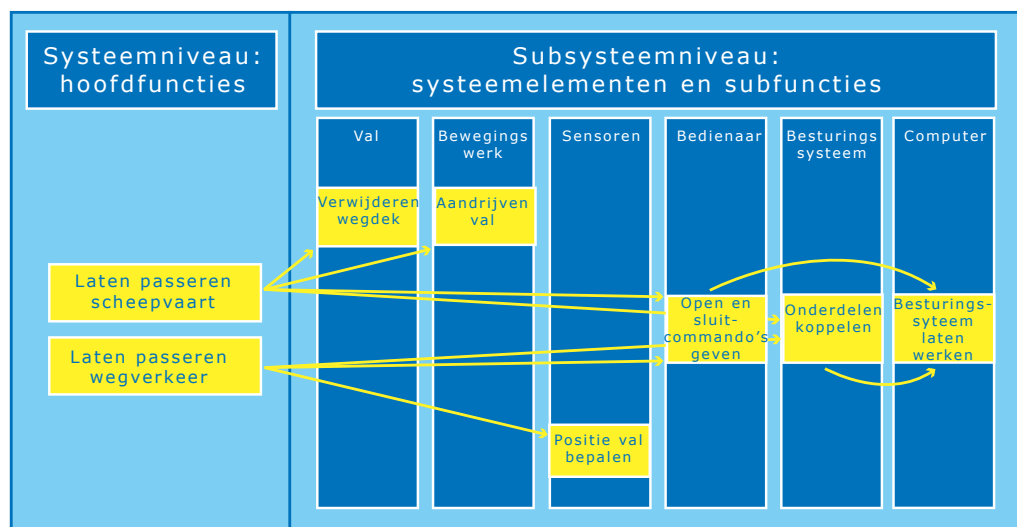 Systeemniveau:
hoofdfuncties
Subsysteemniveau:
systeemelementen en subfuncties
Val
Bewegings
werk
Sensoren
Bedienaar
Besturings
systeem
Computer
Verwijderen
wegdek
Aandrijven
val
Laten passeren
scheepvaart
Open en
sluit-
commando's
geven
Onderdelen
koppelen
Besturings-
syteem
laten
werken
Laten passeren
wegverkeer
Positie val
bepalen